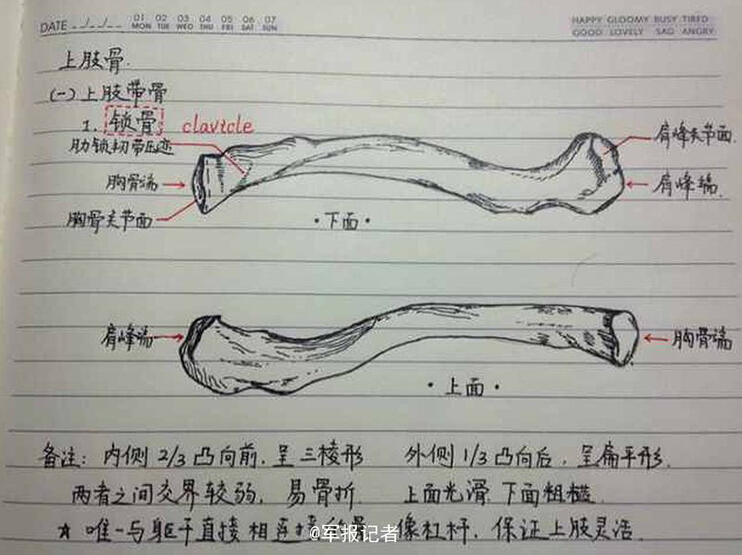 DATE _/_/_. 01 MON 02 TUE 03 WED 04 THU 05 FRI 06 SAT 07 SUN HAPPY GLOOMY BUSY TIRED
GOOD LOVELY SAD ANGRY
上肢骨.
(一)上肢带骨
1. 锁骨 clavicle
肋锁韧带压迹
肩峰关节面.
胸骨端
肩峰端.
胸骨关节面
·下面·
肩峰端
胸骨端
·上面·
备注: 内侧 2/3 凸向前, 呈三棱形 外侧 1/3 凸向后, 呈扁平形.
两者之间交界较弱, 易骨折. 上面光滑 下面粗糙.
* 唯一与躯干直接相连 像杠杆, 保证上肢灵活.
@军报记者